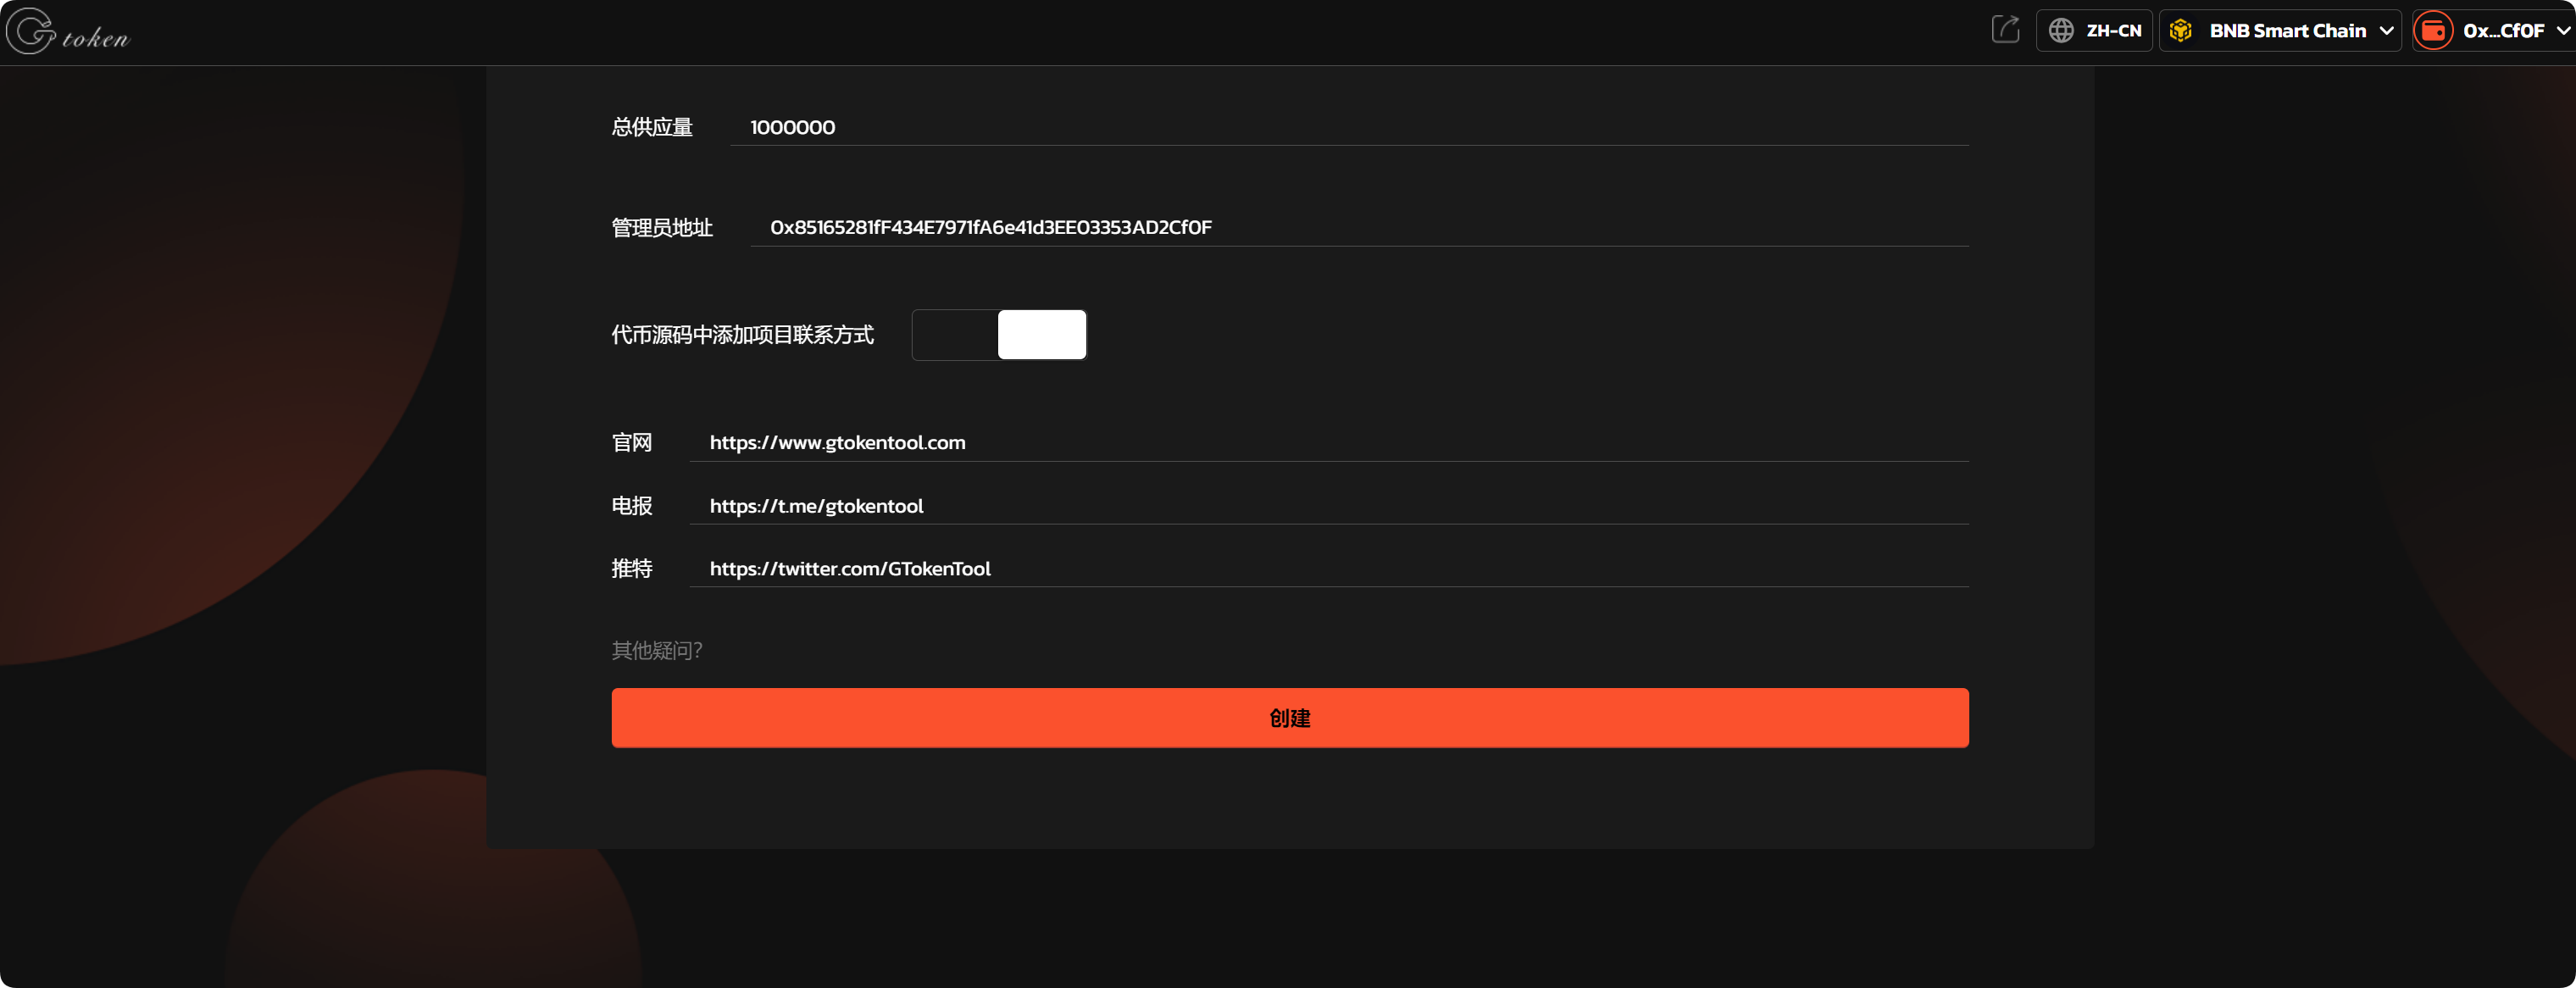 Gtoken
ZH-CN
BNB Smart Chain
0x...Cf0F
总供应量
1000000
管理员地址
0x85165281fF434E7971fA6e41d3EE03353AD2Cf0F
代币源码中添加项目联系方式
官网
https://www.gtokentool.com
电报
https://t.me/gtokentool
推特
https://twitter.com/GTokenTool
其他疑问?
创建